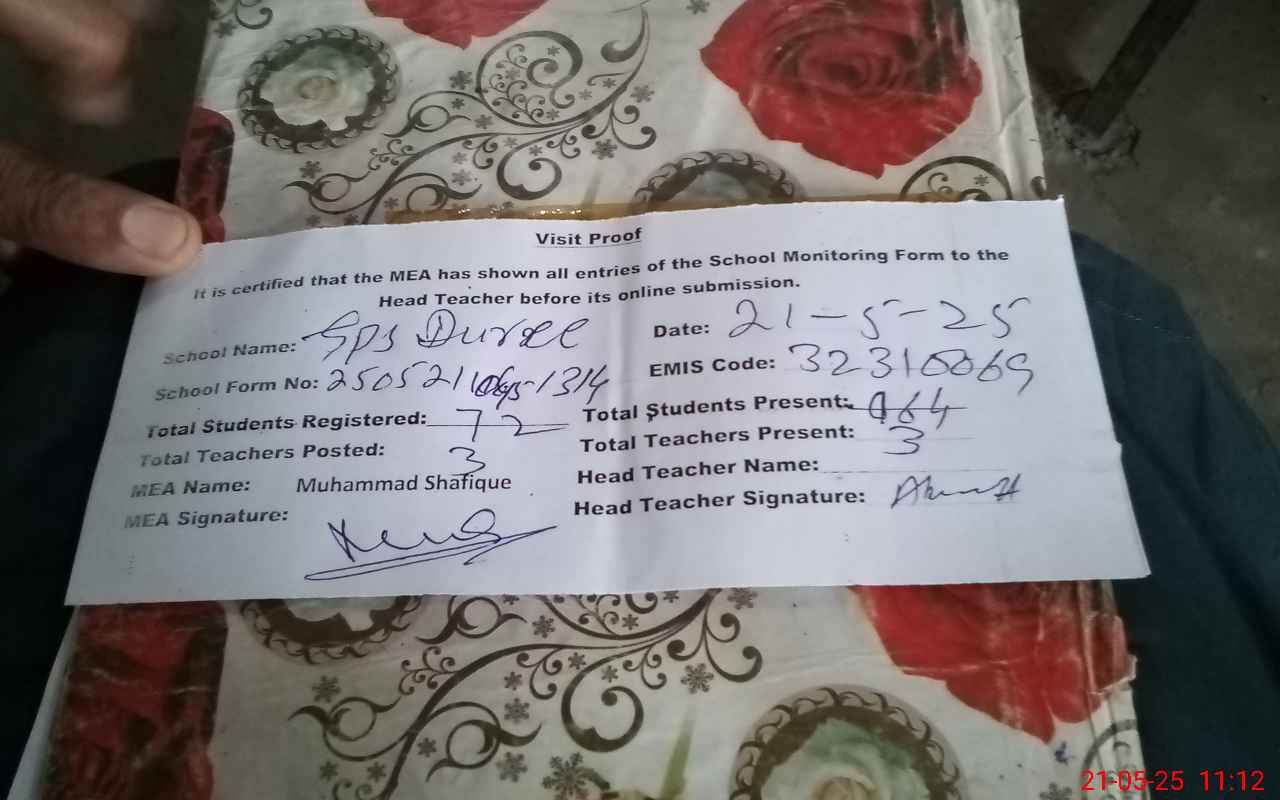 Visit Proof
It is certified that the MEA has shown all entries of the School Monitoring Form to the
Head Teacher before its online submission.
School Name: Gps Duree Date: 21-5-25
School Form No: 250521 -1314 EMIS Code: 32310069
Total Students Registered: 72 Total Students Present: 64
Total Teachers Posted: 3 Total Teachers Present: 3
MEA Name: Muhammad Shafique Head Teacher Name:
MEA Signature: Head Teacher Signature:
21-05-25 11:12